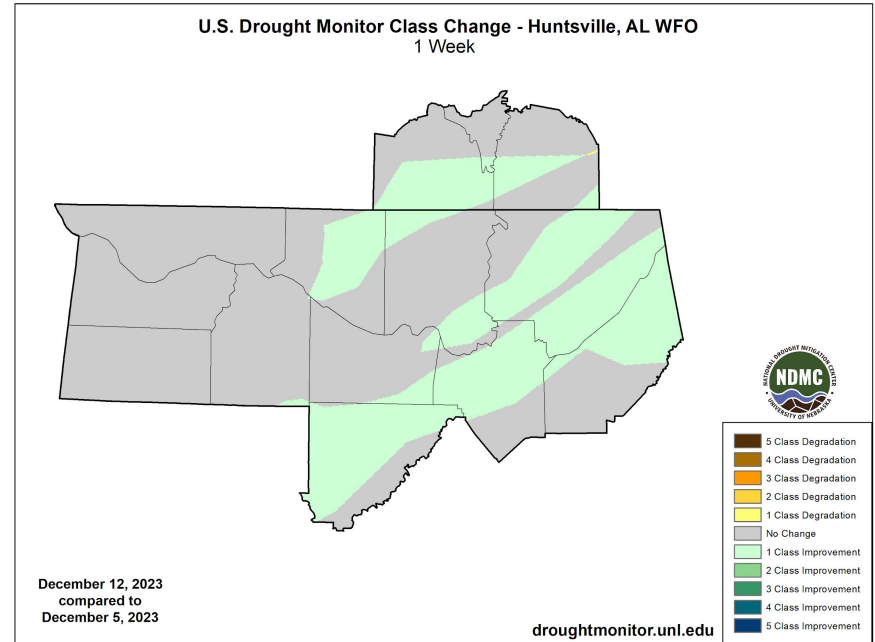 U.S. Drought Monitor Class Change - Huntsville, AL WFO
1 Week
NATIONAL DROUGHT MITIGATION CENTER
NDMC
UNIVERSITY OF NEBRASKA
5 Class Degradation
4 Class Degradation
3 Class Degradation
2 Class Degradation
1 Class Degradation
No Change
1 Class Improvement
2 Class Improvement
3 Class Improvement
4 Class Improvement
5 Class Improvement
December 12, 2023
compared to
December 5, 2023
droughtmonitor.unl.edu